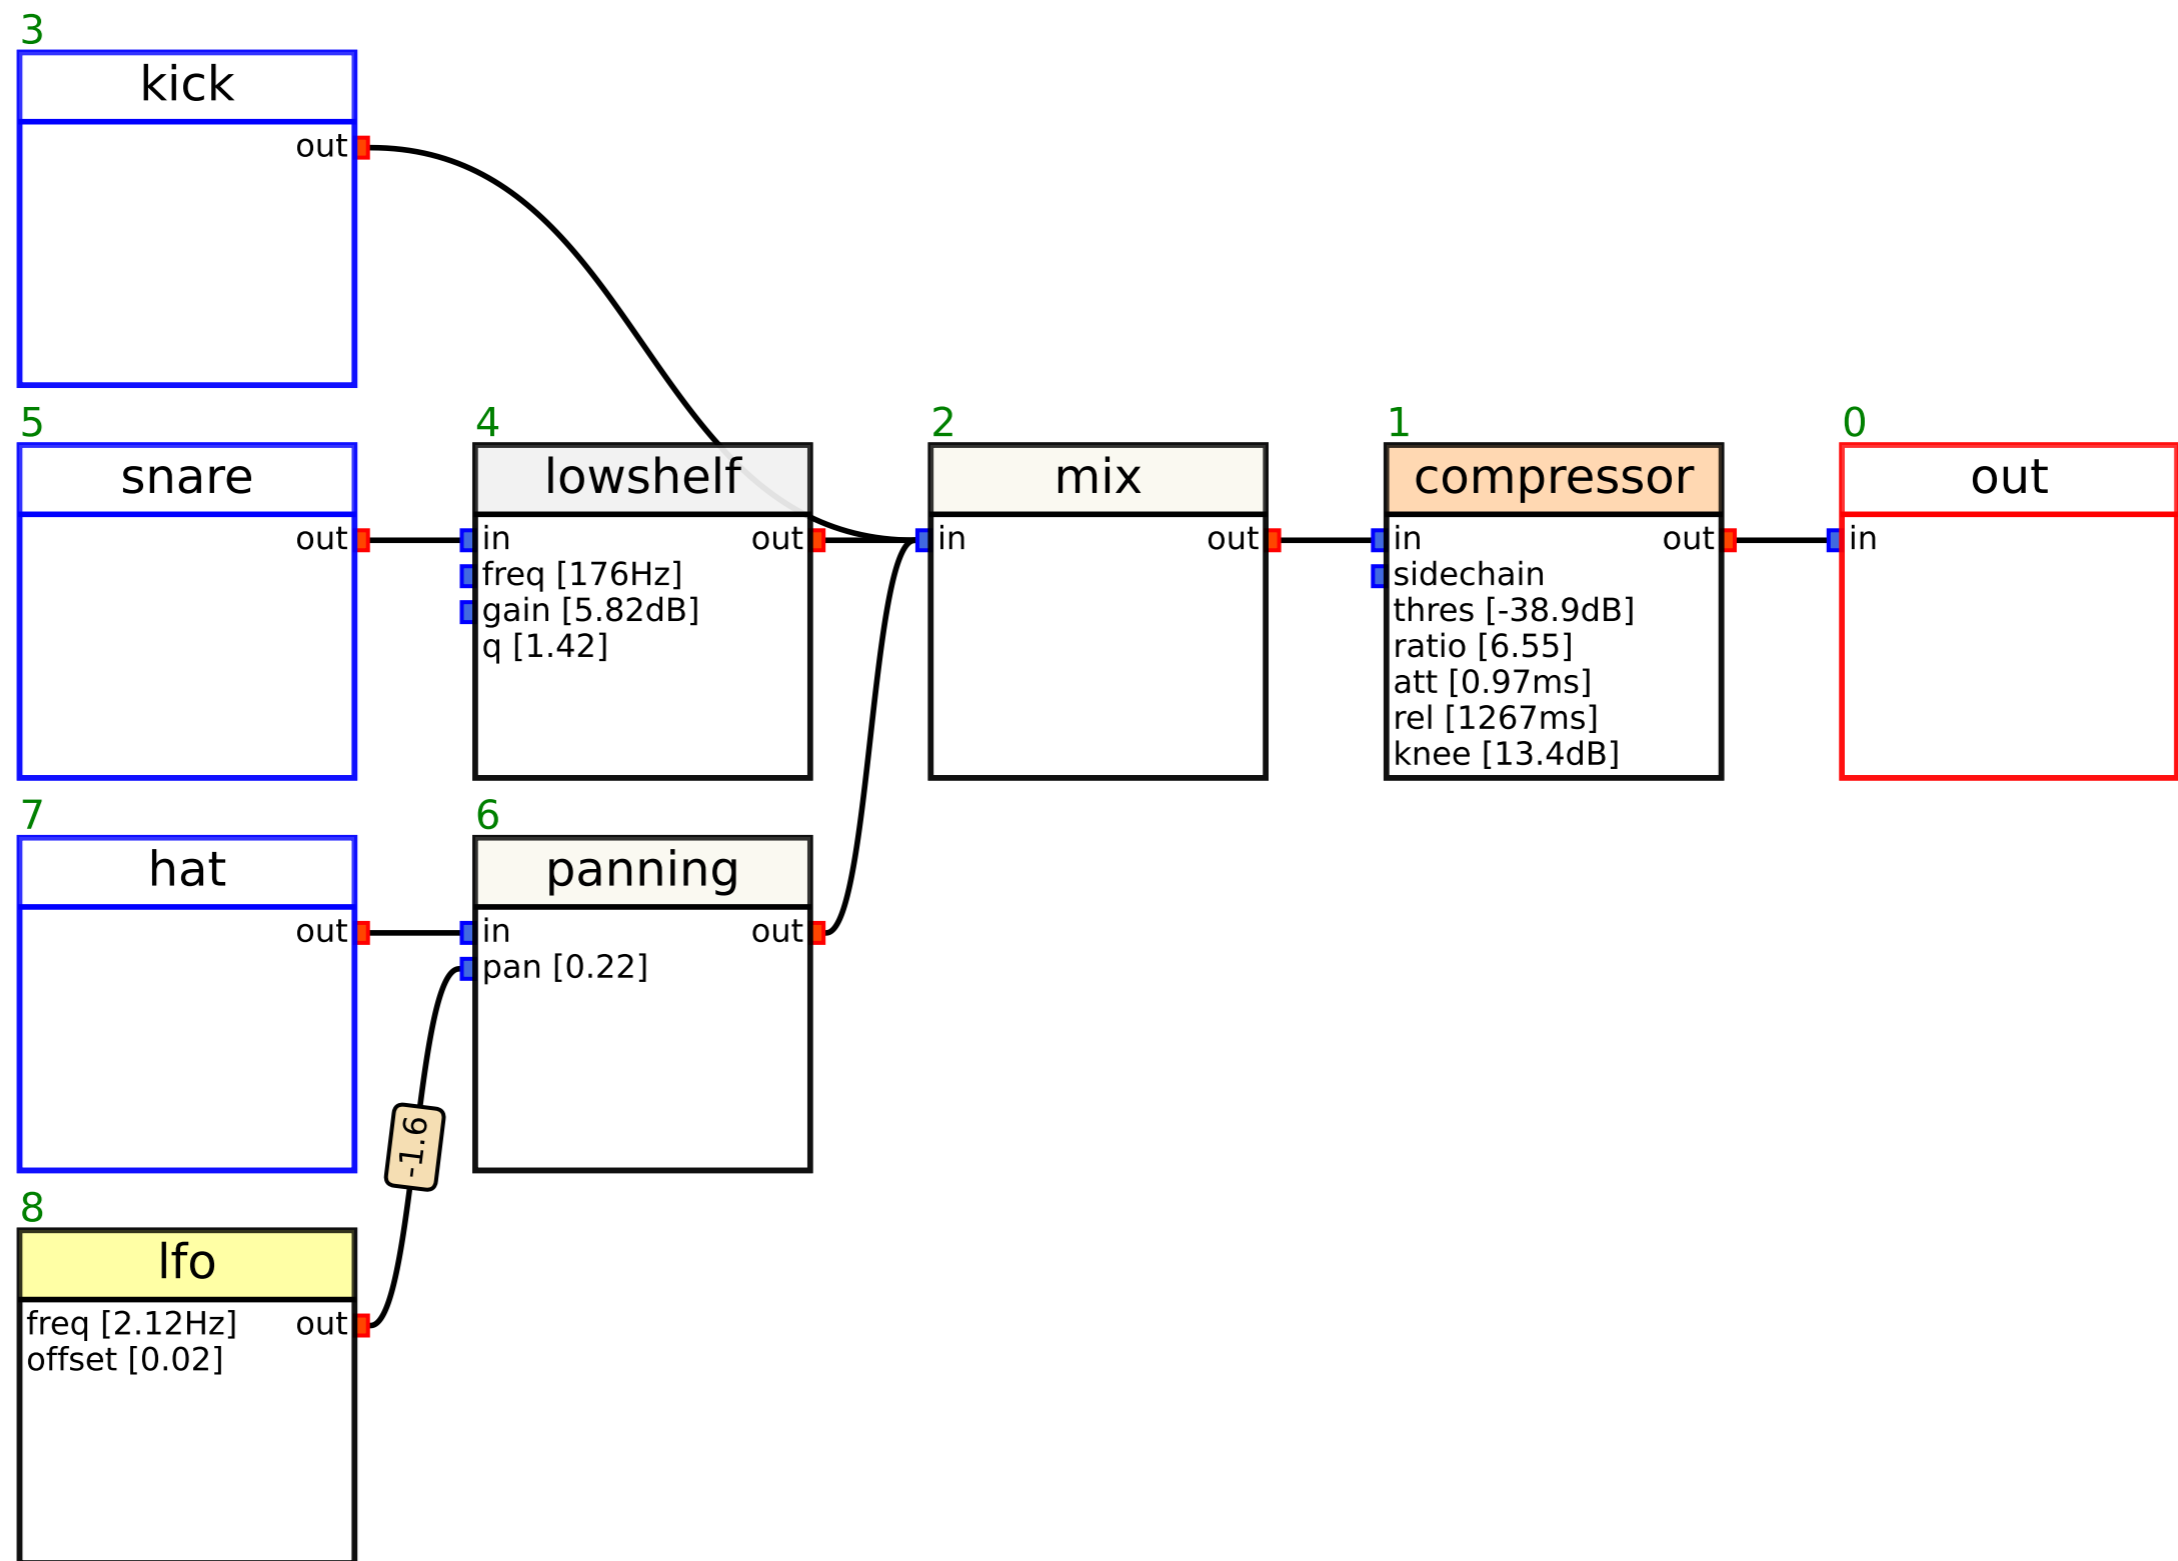 3
kick
out
5
snare
out
4
lowshelf
in
out
freq [176Hz]
gain [5.82dB]
q [1.42]
2
mix
in
out
1
compressor
in
out
sidechain
thres [-38.9dB]
ratio [6.55]
att [0.97ms]
rel [1267ms]
knee [13.4dB]
0
out
in
7
hat
out
6
panning
in
out
pan [0.22]
-1.6
8
lfo
freq [2.12Hz]
out
offset [0.02]